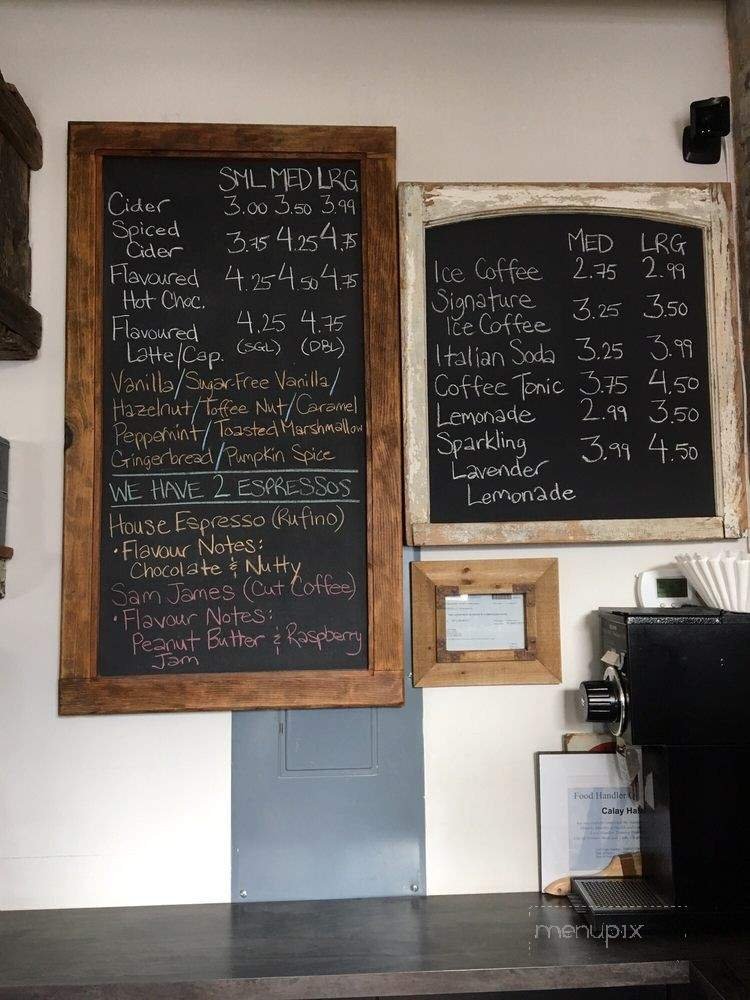 SML MED LRG
Cider 3.00 3.50 3.99
Spiced
Cider 3.75 4.25 4.75
Flavoured 4.25 4.50 4.75
Hot Choc.
Flavoured 4.25 4.75
Latte/Cap. (SGL) (DBL)
Vanilla/Sugar-Free Vanilla/
Hazelnut/Toffee Nut/Caramel
Peppermint/Toasted Marshmallow
Gingerbread/Pumpkin Spice
WE HAVE 2 ESPRESSOS
House Espresso (Rufino)
• Flavour Notes:
Chocolate & Nutty
Sam James (Cut Coffee)
• Flavour Notes:
Peanut Butter & Raspberry
Jam
MED LRG
Ice Coffee 2.75 2.99
Signature
Ice Coffee 3.25 3.50
Italian Soda 3.25 3.99
Coffee Tonic 3.75 4.50
Lemonade 2.99 3.50
Sparkling 3.99 4.50
Lavender
Lemonade
Food Handler
Calay
menupix